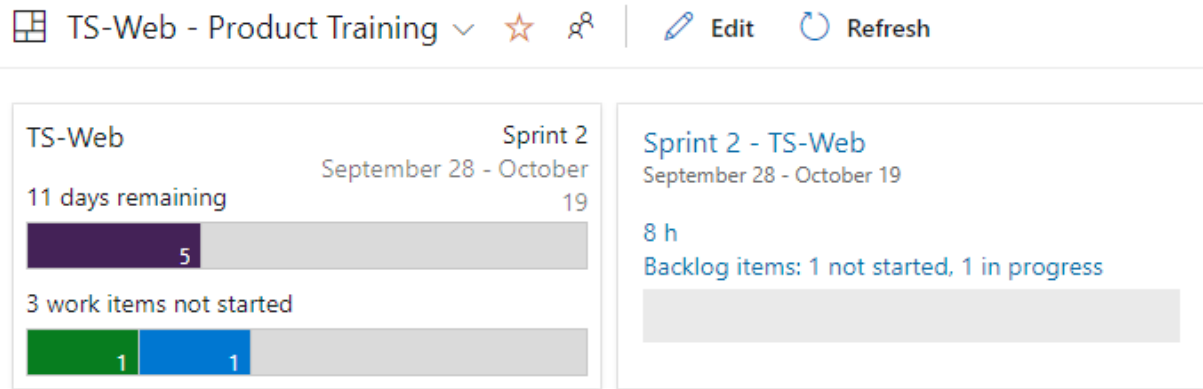 TS-Web - Product Training
Edit
Refresh
TS-Web
Sprint 2
September 28 - October
19
11 days remaining
5
3 work items not started
1
1
Sprint 2 - TS-Web
September 28 - October 19
8 h
Backlog items: 1 not started, 1 in progress